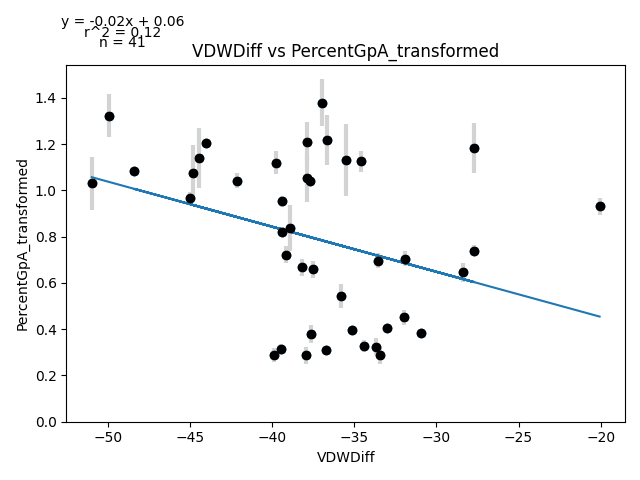 y = -0.02x + 0.06
r^2 = 0.12
n = 41
VDWDiff vs PercentGpA_transformed
PercentGpA_transformed
1.4
1.2
1.0
0.8
0.6
0.4
0.2
0.0
−50 −45 −40 −35 −30 −25 −20
VDWDiff